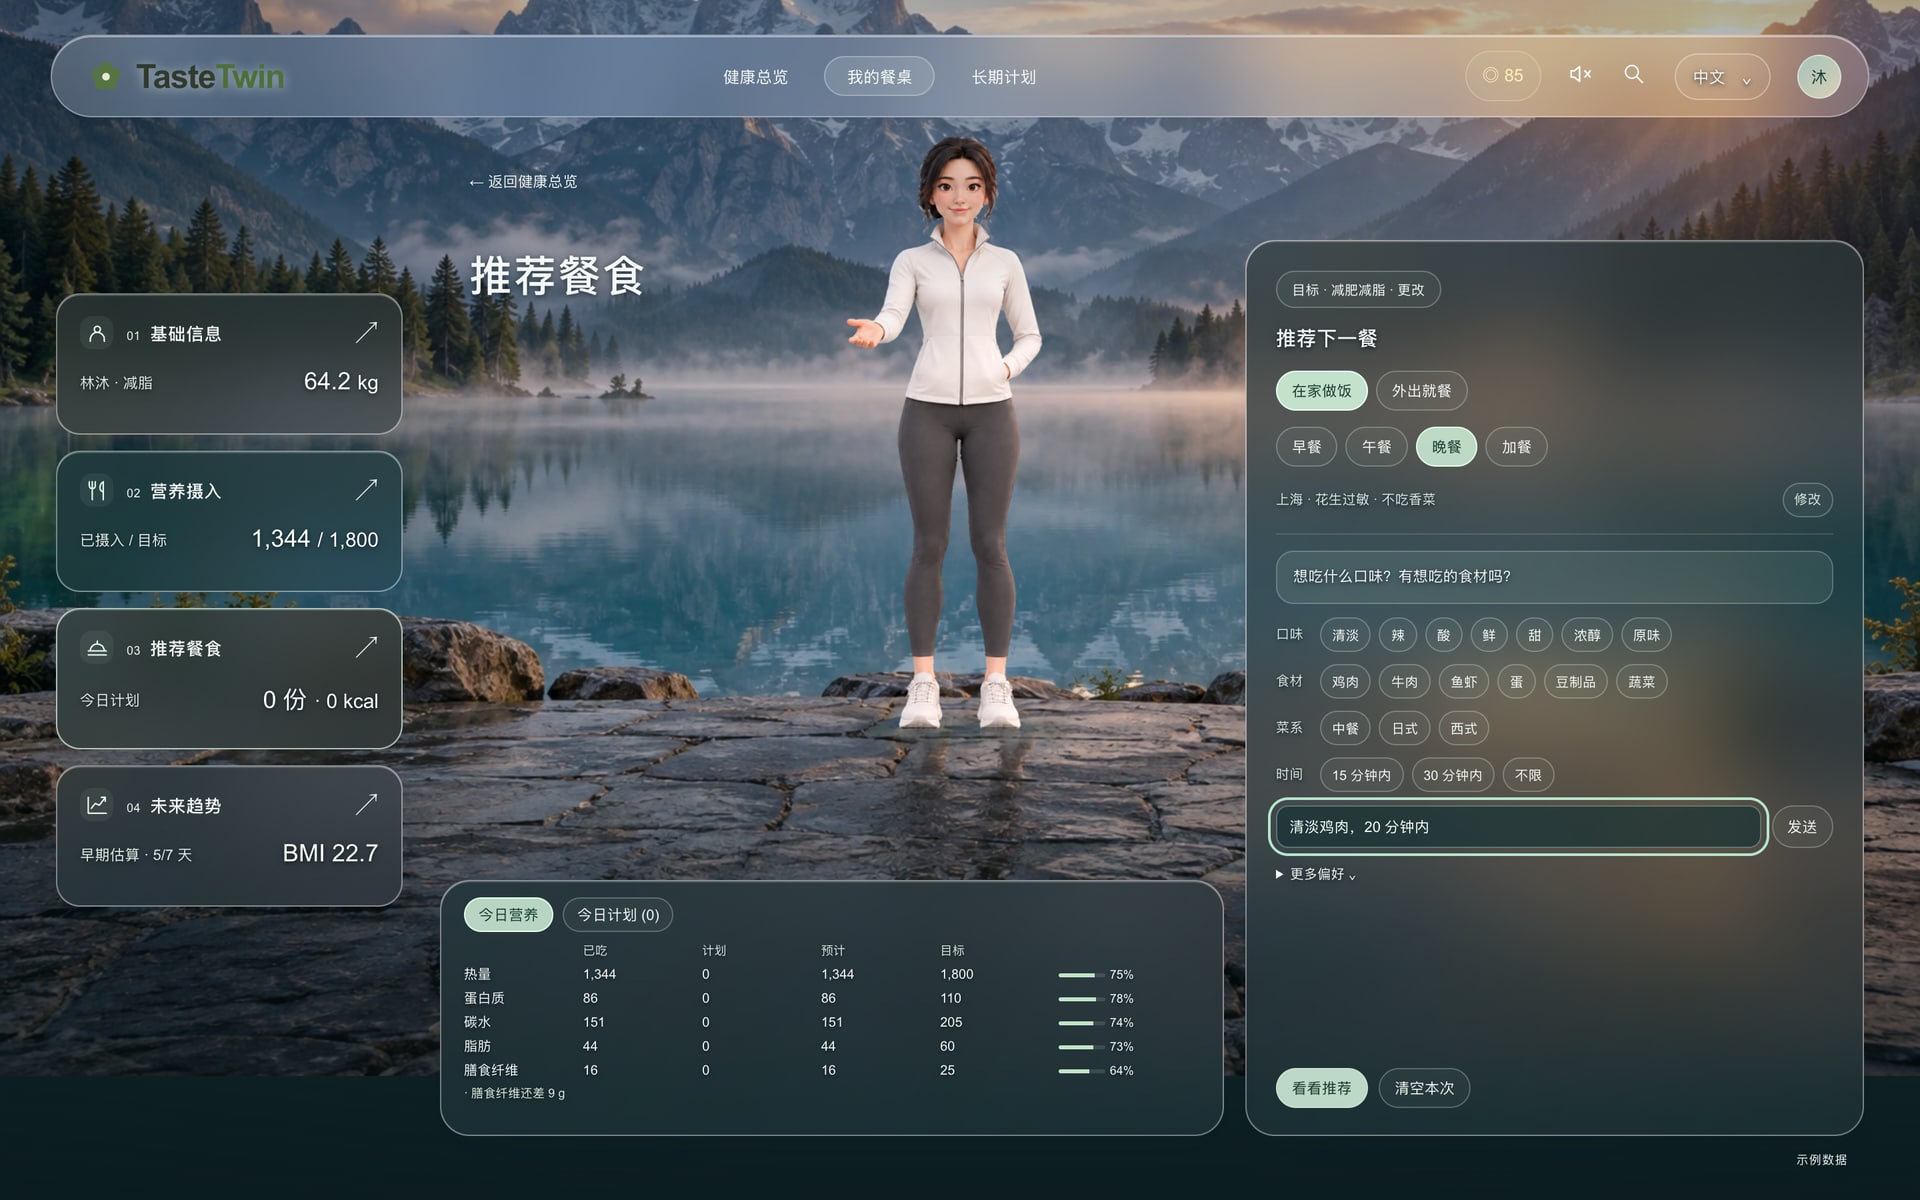 TasteTwin
健康总览
我的餐桌
长期计划
85
中文
沐
← 返回健康总览
推荐餐食
01 基础信息
林沐 · 减脂 64.2 kg
02 营养摄入
已摄入 / 目标 1,344 / 1,800
03 推荐餐食
今日计划 0 份 · 0 kcal
04 未来趋势
早期估算 · 5/7 天 BMI 22.7
今日营养 今日计划 (0)
已吃 计划 预计 目标
热量 1,344 0 1,344 1,800 75%
蛋白质 86 0 86 110 78%
碳水 151 0 151 205 74%
脂肪 44 0 44 60 73%
膳食纤维 16 0 16 25 64%
· 膳食纤维还差 9 g
目标 · 减肥减脂 · 更改
推荐下一餐
在家做饭 外出就餐
早餐 午餐 晚餐 加餐
上海 · 花生过敏 · 不吃香菜 修改
想吃什么口味？有想吃的食材吗？
口味 清淡 辣 酸 鲜 甜 浓醇 原味
食材 鸡肉 牛肉 鱼虾 蛋 豆制品 蔬菜
菜系 中餐 日式 西式
时间 15 分钟内 30 分钟内 不限
清淡鸡肉，20 分钟内 发送
更多偏好
看看推荐 清空本次
示例数据